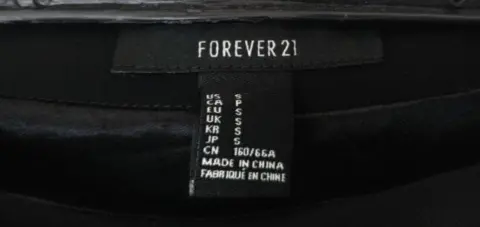 FOREVER 21
US S
CA P
EU S
UK S
KR S
JP S
CN 160/66A
MADE IN CHINA
FABRIQUÉ EN CHINE